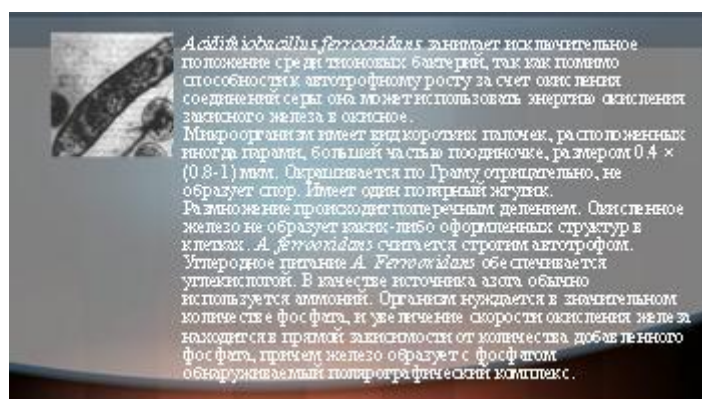 Acidithiobacillus ferrooxidans занимает исключительное
положение среди тионовых бактерий, так как помимо
способности к автотрофному росту за счет окисления
соединений серы она может использовать энергию окисления
закисного железа в окисное.
Микроорганизм имеет вид коротких палочек, расположенных
иногда парами, большей частью поодиночке, размером 0.4 ×
(0.8-1) мкм. Окрашивается по Граму отрицательно, не
образует спор. Имеет один полярный жгутик.
Размножение происходит поперечным делением. Окисленное
железо не образует каких-либо оформленных структур в
клетках. A. ferrooxidans считается строгим автотрофом.
Углеродное питание A. Ferrooxidans обеспечивается
углекислотой. В качестве источника азота обычно
используется аммоний. Организм нуждается в значительном
количестве фосфата, и увеличение скорости окисления железа
находится в прямой зависимости от количества добавленного
фосфата, причем железо образует с фосфатом
обнаруживаемый полярографический комплекс.